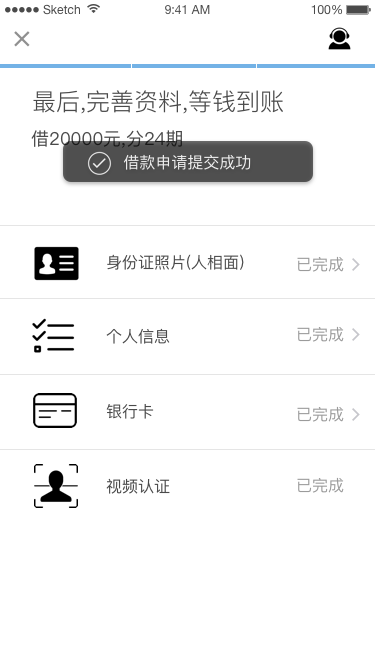 Sketch 9:41 AM 100%
最后,完善资料,等钱到账
借20000元,分24期
借款申请提交成功
身份证照片(人相面) 已完成
个人信息 已完成
银行卡 已完成
视频认证 已完成